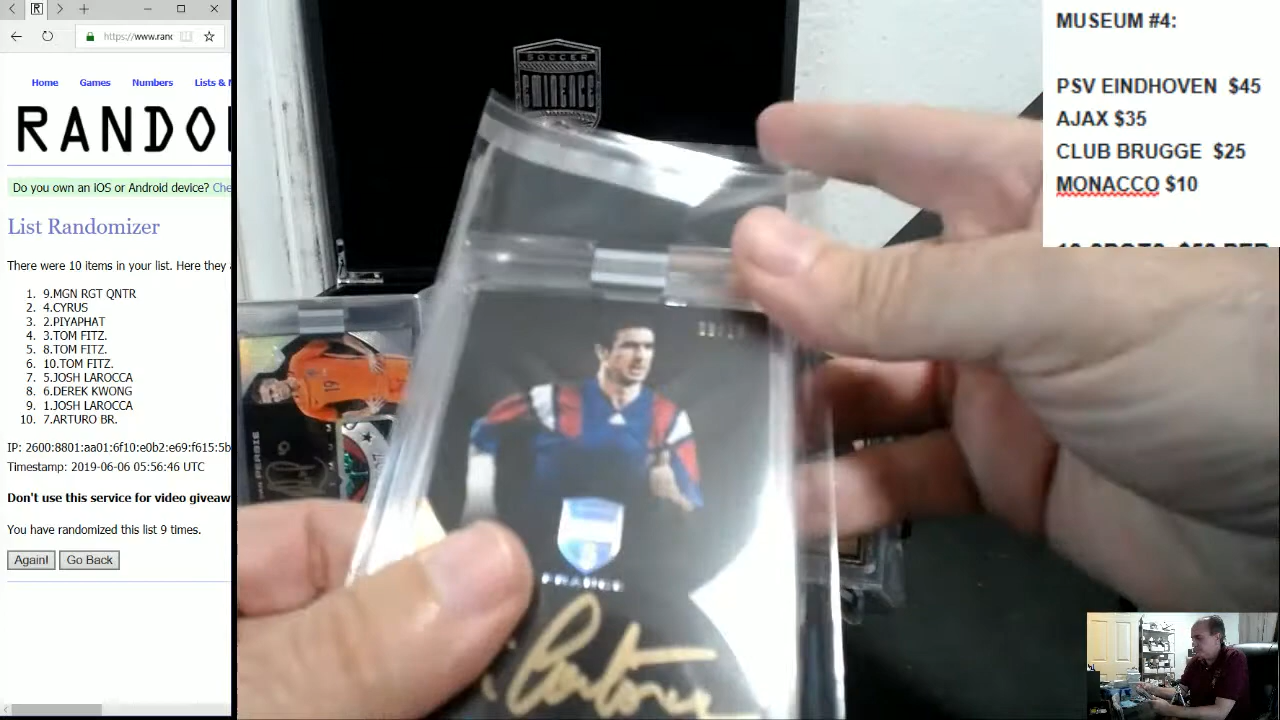 https://www.ranc
Home Games Numbers Lists &
RANDO
Do you own an iOS or Android device? Che
List Randomizer
There were 10 items in your list. Here they
1. 9.MGN RGT QNTR
2. 4.CYRUS
3. 2.PIYAPHAT
4. 3.TOM FITZ.
5. 8.TOM FITZ.
6. 10.TOM FITZ.
7. 5.JOSH LAROCCA
8. 6.DEREK KWONG
9. 1.JOSH LAROCCA
10. 7.ARTURO BR.
IP: 2600:8801:aa01:6f10:e0b2:e69:f615:5b
Timestamp: 2019-06-06 05:56:46 UTC
Don't use this service for video giveaw
You have randomized this list 9 times.
Again! Go Back
SOCCER
EMINENCE
19
FRANCE
MUSEUM #4:
PSV EINDHOVEN $45
AJAX $35
CLUB BRUGGE $25
MONACCO $10